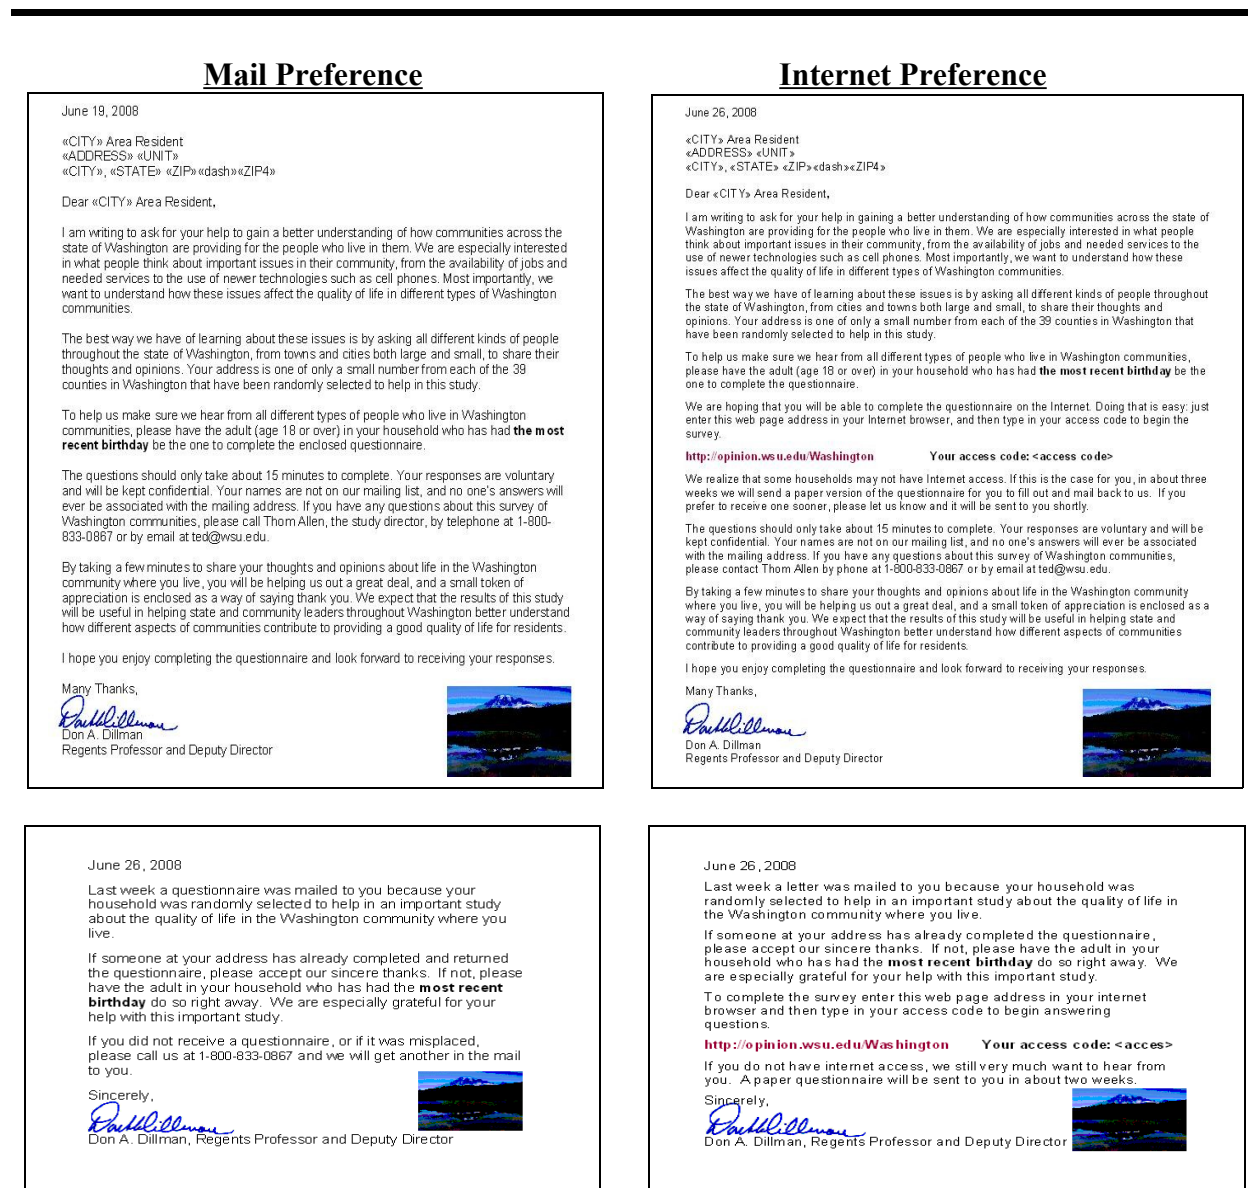 Mail Preference
June 19, 2008
«CITY» Area Resident
«ADDRESS» «UNIT»
«CITY», «STATE» «ZIP»«dash»«ZIP4»
Dear «CITY» Area Resident,
I am writing to ask for your help to gain a better understanding of how communities across the
state of Washington are providing for the people who live in them. We are especially interested
in what people think about important issues in their community, from the availability of jobs and
needed services to the use of newer technologies such as cell phones. Most importantly, we
want to understand how these issues affect the quality of life in different types of Washington
communities.
The best way we have of learning about these issues is by asking all different kinds of people
throughout the state of Washington, from towns and cities both large and small, to share their
thoughts and opinions. Your address is one of only a small number from each of the 39
counties in Washington that have been randomly selected to help in this study.
To help us make sure we hear from all different types of people who live in Washington
communities, please have the adult (age 18 or over) in your household who has had the most
recent birthday be the one to complete the enclosed questionnaire.
The questions should only take about 15 minutes to complete. Your responses are voluntary
and will be kept confidential. Your names are not on our mailing list, and no one's answers will
ever be associated with the mailing address. If you have any questions about this survey of
Washington communities, please call Thom Allen, the study director, by telephone at 1-800-
833-0867 or by email at ted@wsu.edu.
By taking a few minutes to share your thoughts and opinions about life in the Washington
community where you live, you will be helping us out a great deal, and a small token of
appreciation is enclosed as a way of saying thank you. We expect that the results of this study
will be useful in helping state and community leaders throughout Washington better understand
how different aspects of communities contribute to providing a good quality of life for residents.
I hope you enjoy completing the questionnaire and look forward to receiving your responses.
Many Thanks,
Don A. Dillman
Regents Professor and Deputy Director
Internet Preference
June 26, 2008
«CITY» Area Resident
«ADDRESS» «UNIT»
«CITY», «STATE» «ZIP»«dash»«ZIP4»
Dear «CITY» Area Resident,
I am writing to ask for your help in gaining a better understanding of how communities across the state of
Washington are providing for the people who live in them. We are especially interested in what people
think about important issues in their community, from the availability of jobs and needed services to the
use of newer technologies such as cell phones. Most importantly, we want to understand how these
issues affect the quality of life in different types of Washington communities.
The best way we have of learning about these issues is by asking all different kinds of people throughout
the state of Washington, from cities and towns both large and small, to share their thoughts and
opinions. Your address is one of only a small number from each of the 39 counties in Washington that
have been randomly selected to help in this study.
To help us make sure we hear from all different types of people who live in Washington communities,
please have the adult (age 18 or over) in your household who has had the most recent birthday be the
one to complete the questionnaire.
We are hoping that you will be able to complete the questionnaire on the Internet. Doing that is easy: just
enter this web page address in your Internet browser, and then type in your access code to begin the
survey.
http://opinion.wsu.edu/Washington Your access code: <access code>
We realize that some households may not have Internet access. If this is the case for you, in about three
weeks we will send a paper version of the questionnaire for you to fill out and mail back to us. If you
prefer to receive one sooner, please let us know and it will be sent to you shortly.
The questions should only take about 15 minutes to complete. Your responses are voluntary and will be
kept confidential. Your names are not on our mailing list, and no one's answers will ever be associated
with the mailing address. If you have any questions about this survey of Washington communities,
please contact Thom Allen by phone at 1-800-833-0867 or by email at ted@wsu.edu.
By taking a few minutes to share your thoughts and opinions about life in the Washington community
where you live, you will be helping us out a great deal, and a small token of appreciation is enclosed as a
way of saying thank you. We expect that the results of this study will be useful in helping state and
community leaders throughout Washington better understand how different aspects of communities
contribute to providing a good quality of life for residents.
I hope you enjoy completing the questionnaire and look forward to receiving your responses.
Many Thanks,
Don A. Dillman
Regents Professor and Deputy Director
June 26, 2008
Last week a questionnaire was mailed to you because your
household was randomly selected to help in an important study
about the quality of life in the Washington community where you
live.
If someone at your address has already completed and returned
the questionnaire, please accept our sincere thanks. If not, please
have the adult in your household who has had the most recent
birthday do so right away. We are especially grateful for your
help with this important study.
If you did not receive a questionnaire, or if it was misplaced,
please call us at 1-800-833-0867 and we will get another in the mail
to you.
Sincerely,
Don A. Dillman, Regents Professor and Deputy Director
June 26, 2008
Last week a letter was mailed to you because your household was
randomly selected to help in an important study about the quality of life in
the Washington community where you live.
If someone at your address has already completed the questionnaire,
please accept our sincere thanks. If not, please have the adult in your
household who has had the most recent birthday do so right away. We
are especially grateful for your help with this important study.
To complete the survey enter this web page address in your internet
browser and then type in your access code to begin answering
questions.
http://opinion.wsu.edu/Washington Your access code: <acces>
If you do not have internet access, we still very much want to hear from
you. A paper questionnaire will be sent to you in about two weeks.
Sincerely,
Don A. Dillman, Regents Professor and Deputy Director